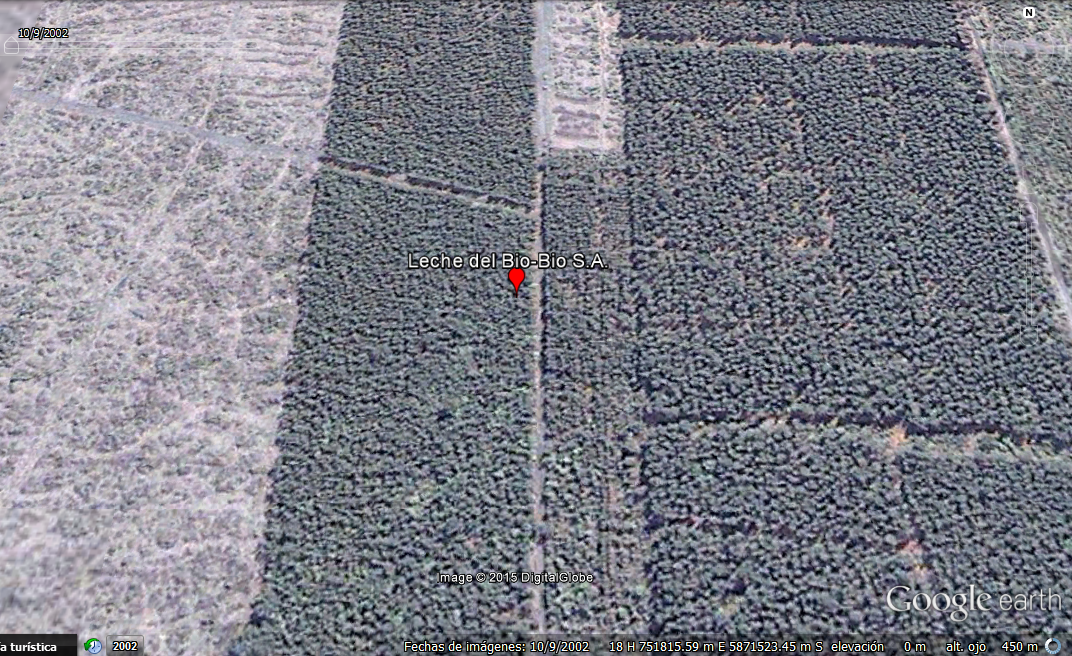 10/9/2002
N
Leche del Bio-Bio S.A.
Image © 2015 DigitalGlobe
Google earth
a turística
2002
Fechas de imágenes: 10/9/2002 18 H 751815.59 m E 5871523.45 m S elevación 0 m alt. ojo 450 m